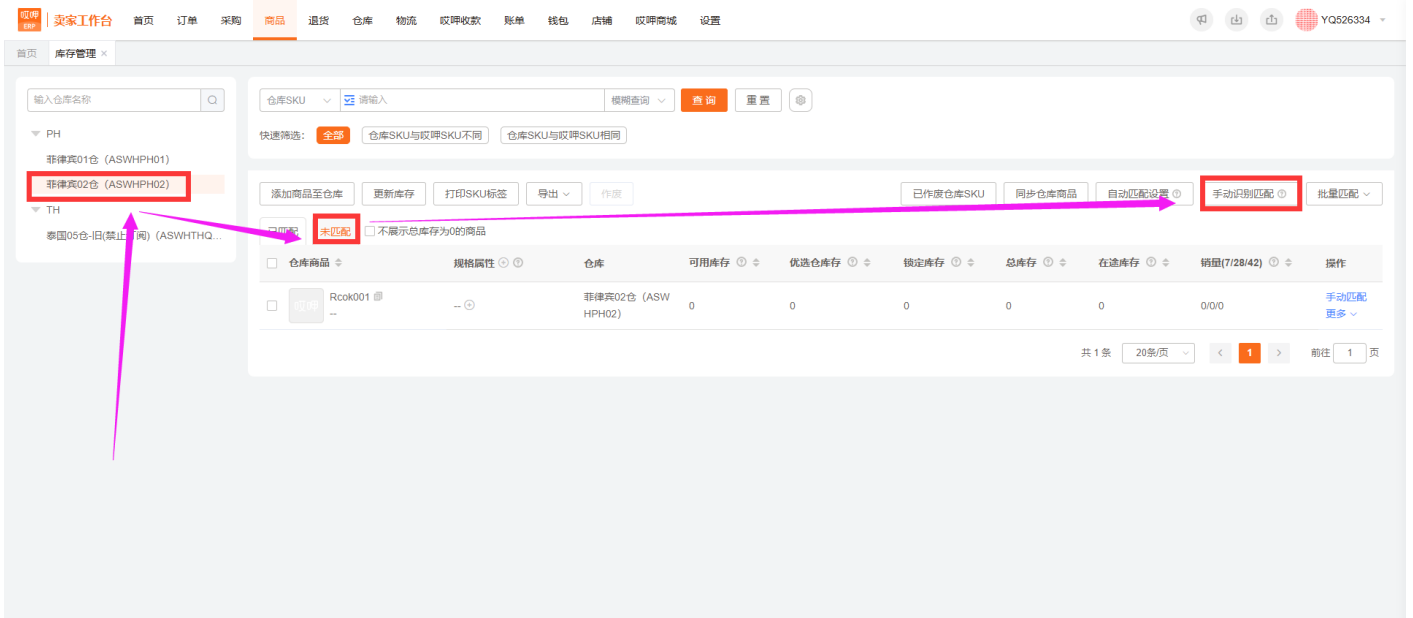 哎呷 ERP 卖家工作台 首页 订单 采购 商品 退货 仓库 物流 哎呷收款 账单 钱包 店铺 哎呷商城 设置 YQ526334
首页 库存管理 ×
输入仓库名称
PH
菲律宾01仓（ASWHPH01）
菲律宾02仓（ASWHPH02）
TH
泰国05仓-旧(禁止订阅)（ASWHTHQ...
仓库SKU 请输入 模糊查询 查询 重置
快速筛选： 全部 仓库SKU与哎呷SKU不同 仓库SKU与哎呷SKU相同
添加商品至仓库 更新库存 打印SKU标签 导出 作废 已作废仓库SKU 同步仓库商品 自动匹配设置 手动识别匹配 批量匹配
已匹配 未匹配 不展示总库存为0的商品
仓库商品 规格属性 仓库 可用库存 优选仓库存 锁定库存 总库存 在途库存 销量(7/28/42) 操作
哎呷 Rcok001 -- 菲律宾02仓（ASW 0 0 0 0 0 0/0/0 手动匹配
-- HPH02） 更多
共 1 条 20条/页 < 1 > 前往 1 页